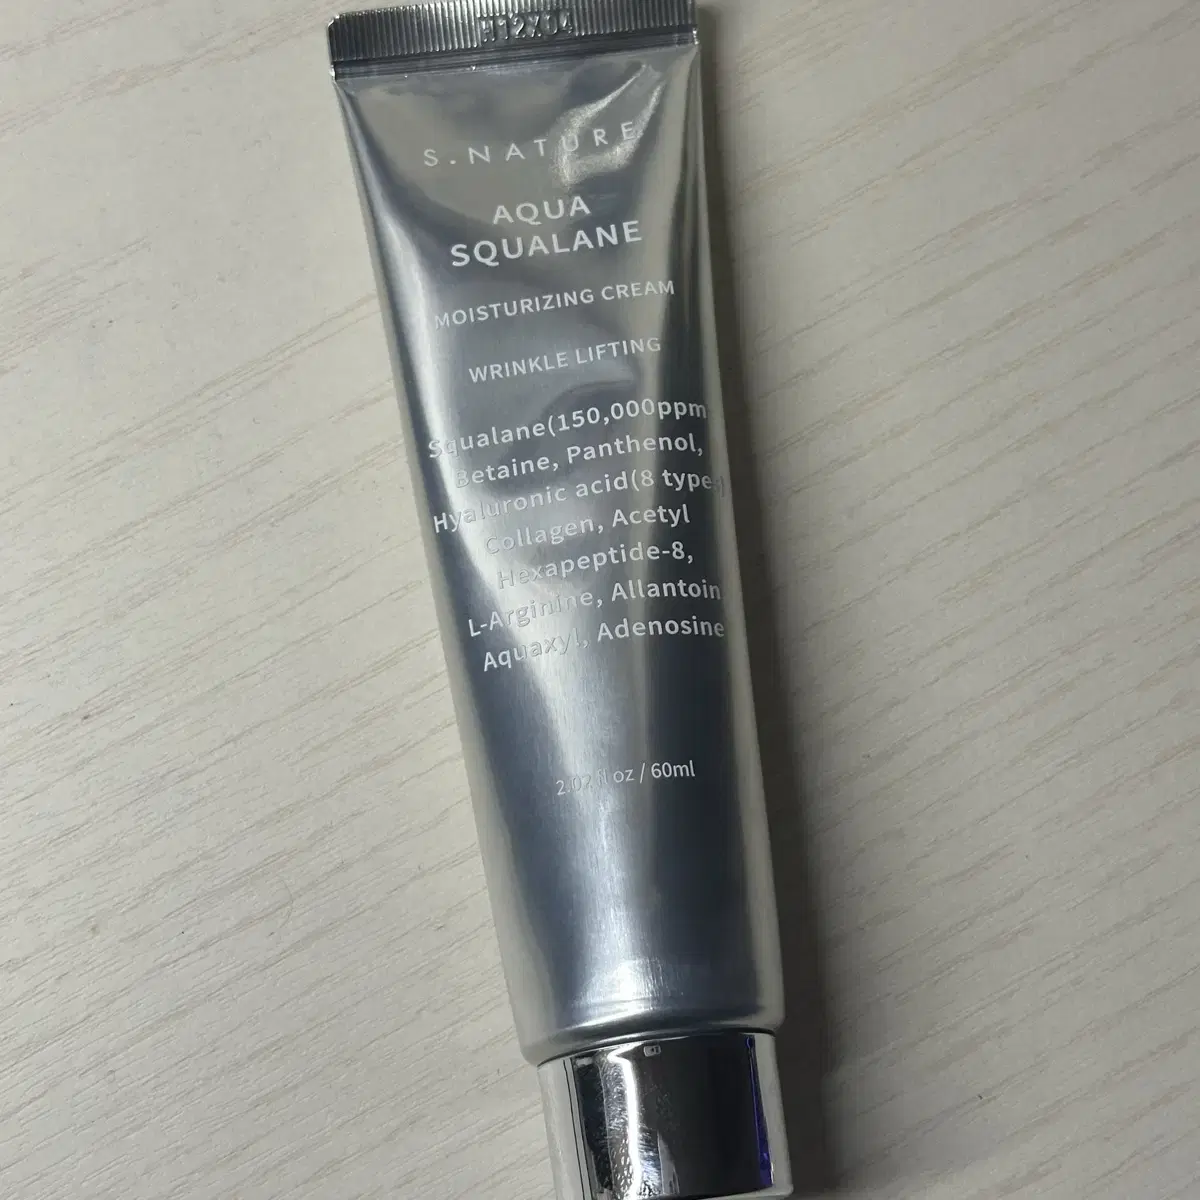 S.NATURE
AQUA
SQUALANE
MOISTURIZING CREAM
WRINKLE LIFTING
Squalane(150,000ppm
Betaine, Panthenol,
Hyaluronic acid(8 types)
Collagen, Acetyl
Hexapeptide-8,
L-Arginine, Allantoin
Aquaxyl, Adenosine
2.02 fl oz / 60ml